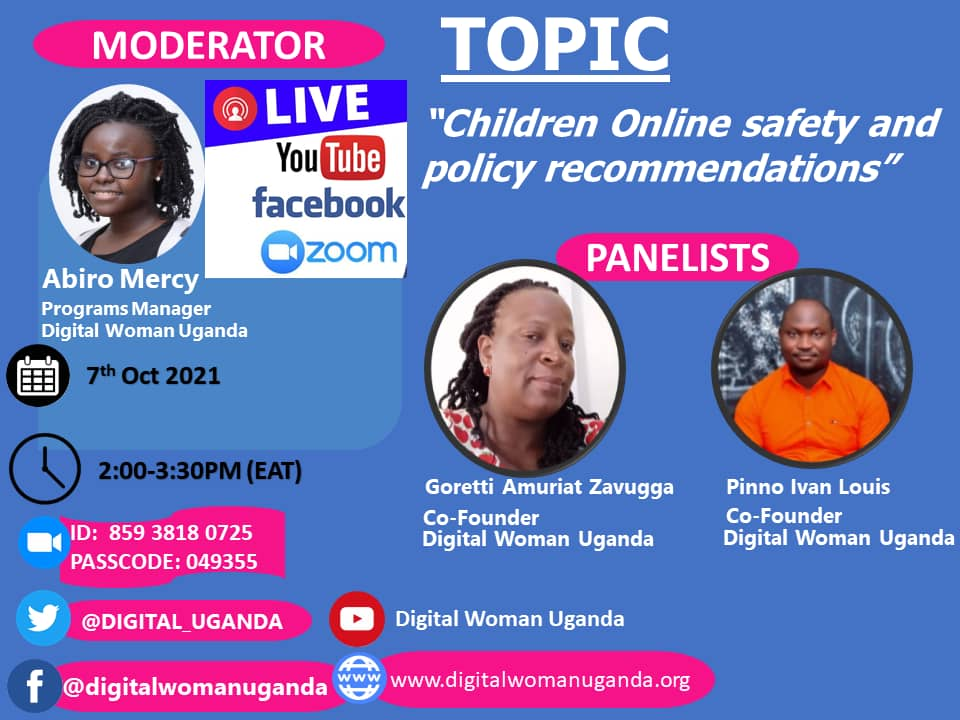 MODERATOR
LIVE
YouTube
facebook
zoom
Abiro Mercy
Programs Manager
Digital Woman Uganda
7th Oct 2021
2:00-3:30PM (EAT)
ID: 859 3818 0725
PASSCODE: 049355
@DIGITAL_UGANDA
@digitalwomanuganda
TOPIC
“Children Online safety and
policy recommendations”
PANELISTS
Goretti Amuriat Zavugga
Co-Founder
Digital Woman Uganda
Pinno Ivan Louis
Co-Founder
Digital Woman Uganda
Digital Woman Uganda
WWW
www.digitalwomanuganda.org